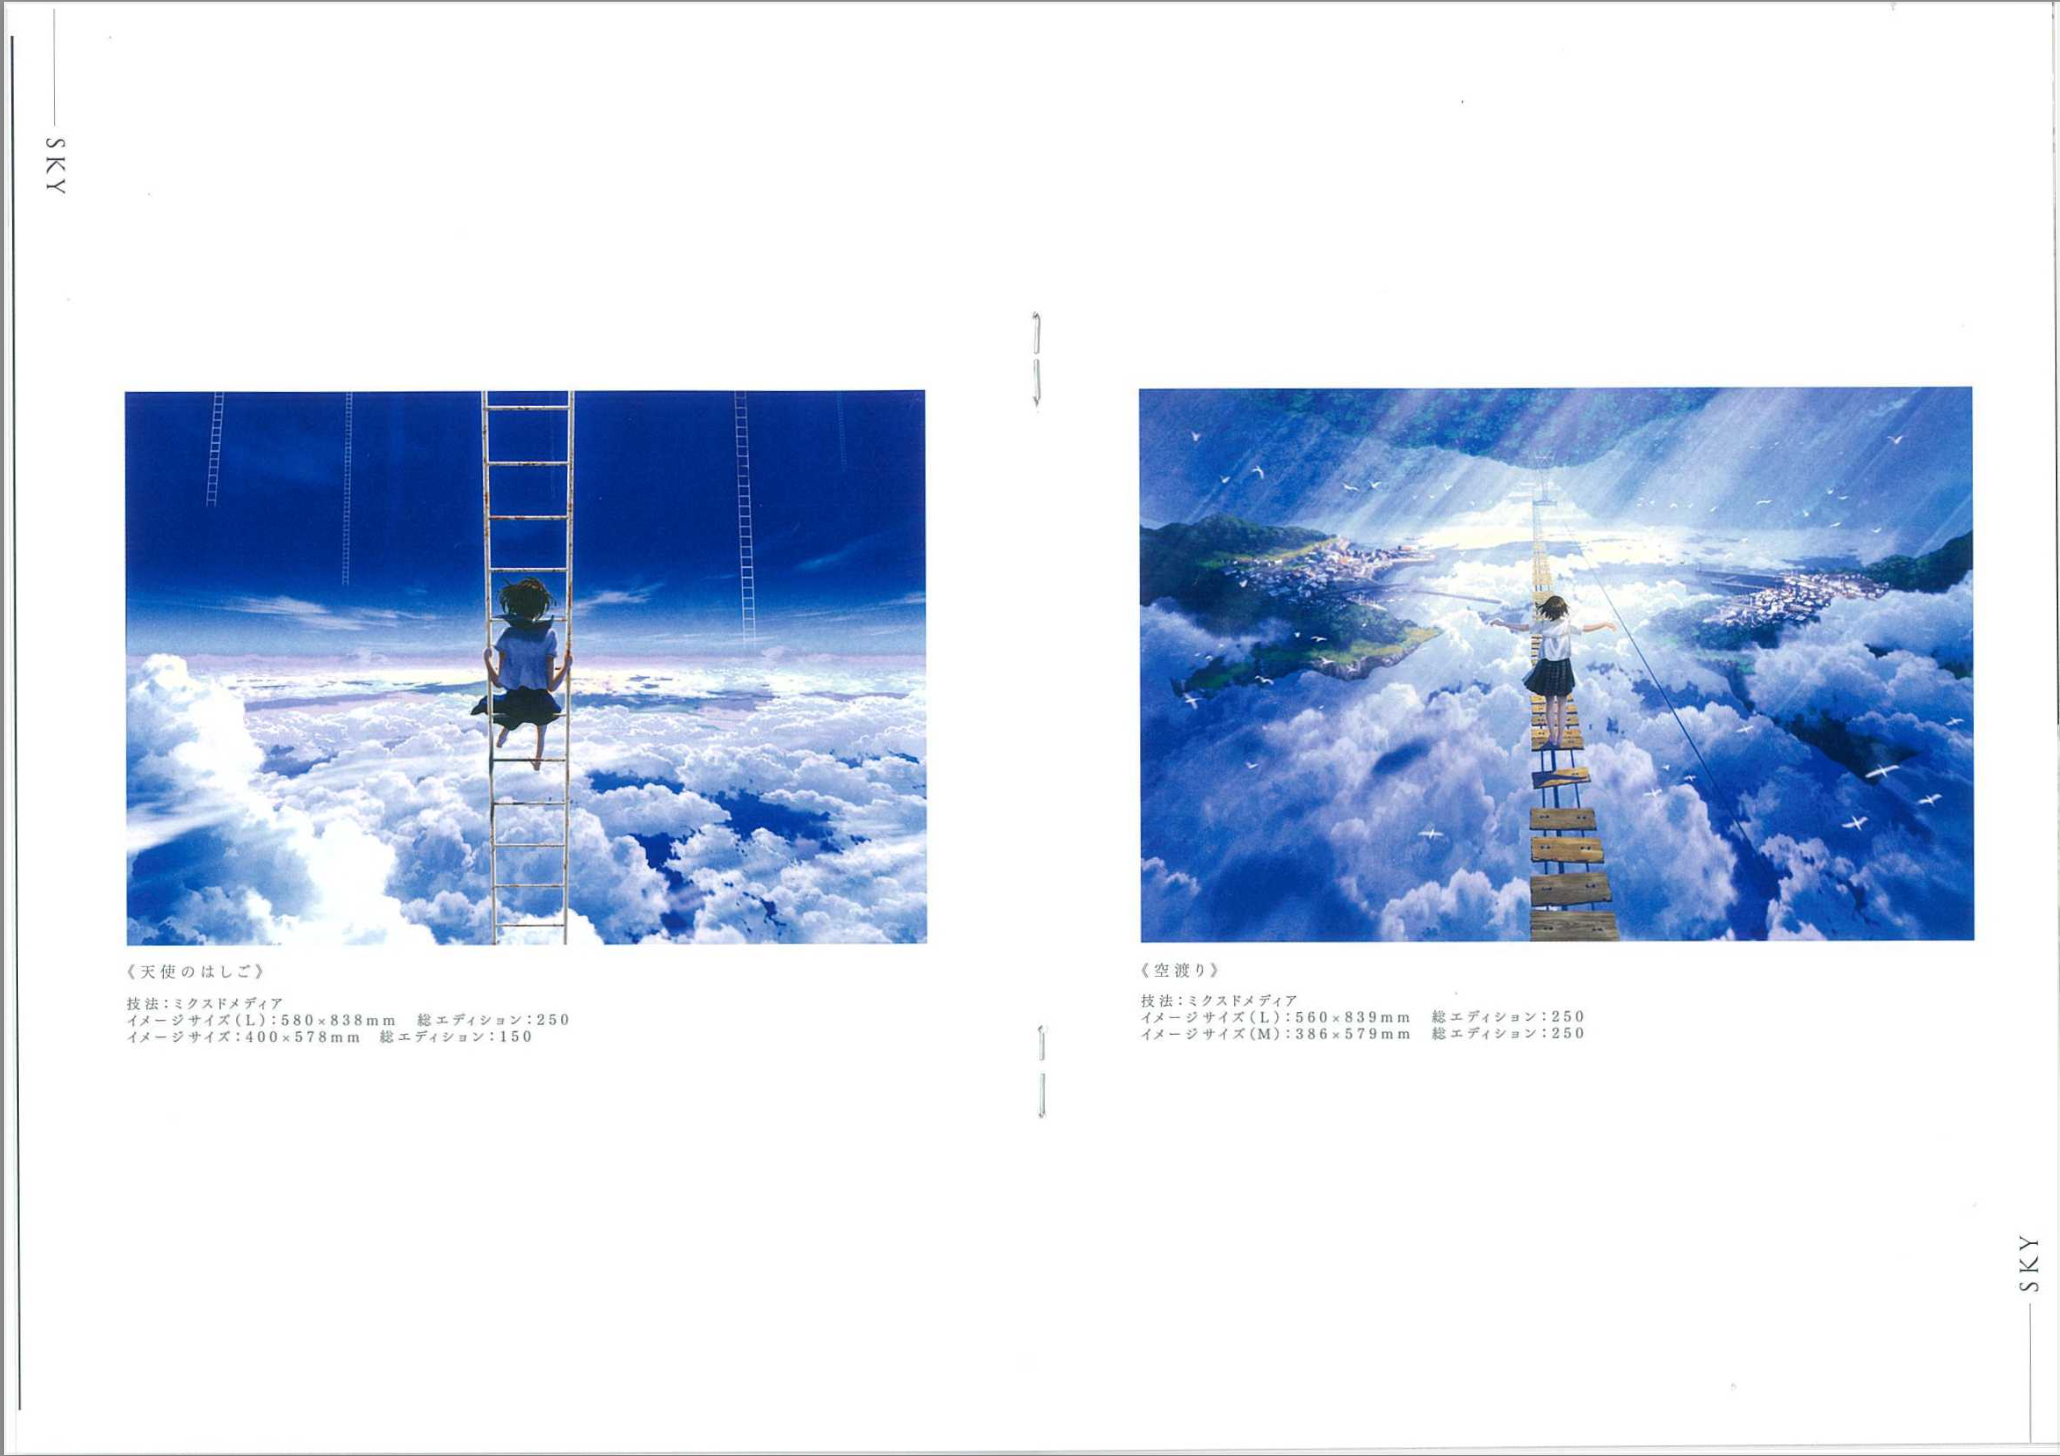 SKY
《天使のはしご》
技法：ミクスドメディア
イメージサイズ(L)：580×838mm　総エディション：250
イメージサイズ：400×578mm　総エディション：150
《空渡り》
技法：ミクスドメディア
イメージサイズ(L)：560×839mm　総エディション：250
イメージサイズ(M)：386×579mm　総エディション：250
SKY